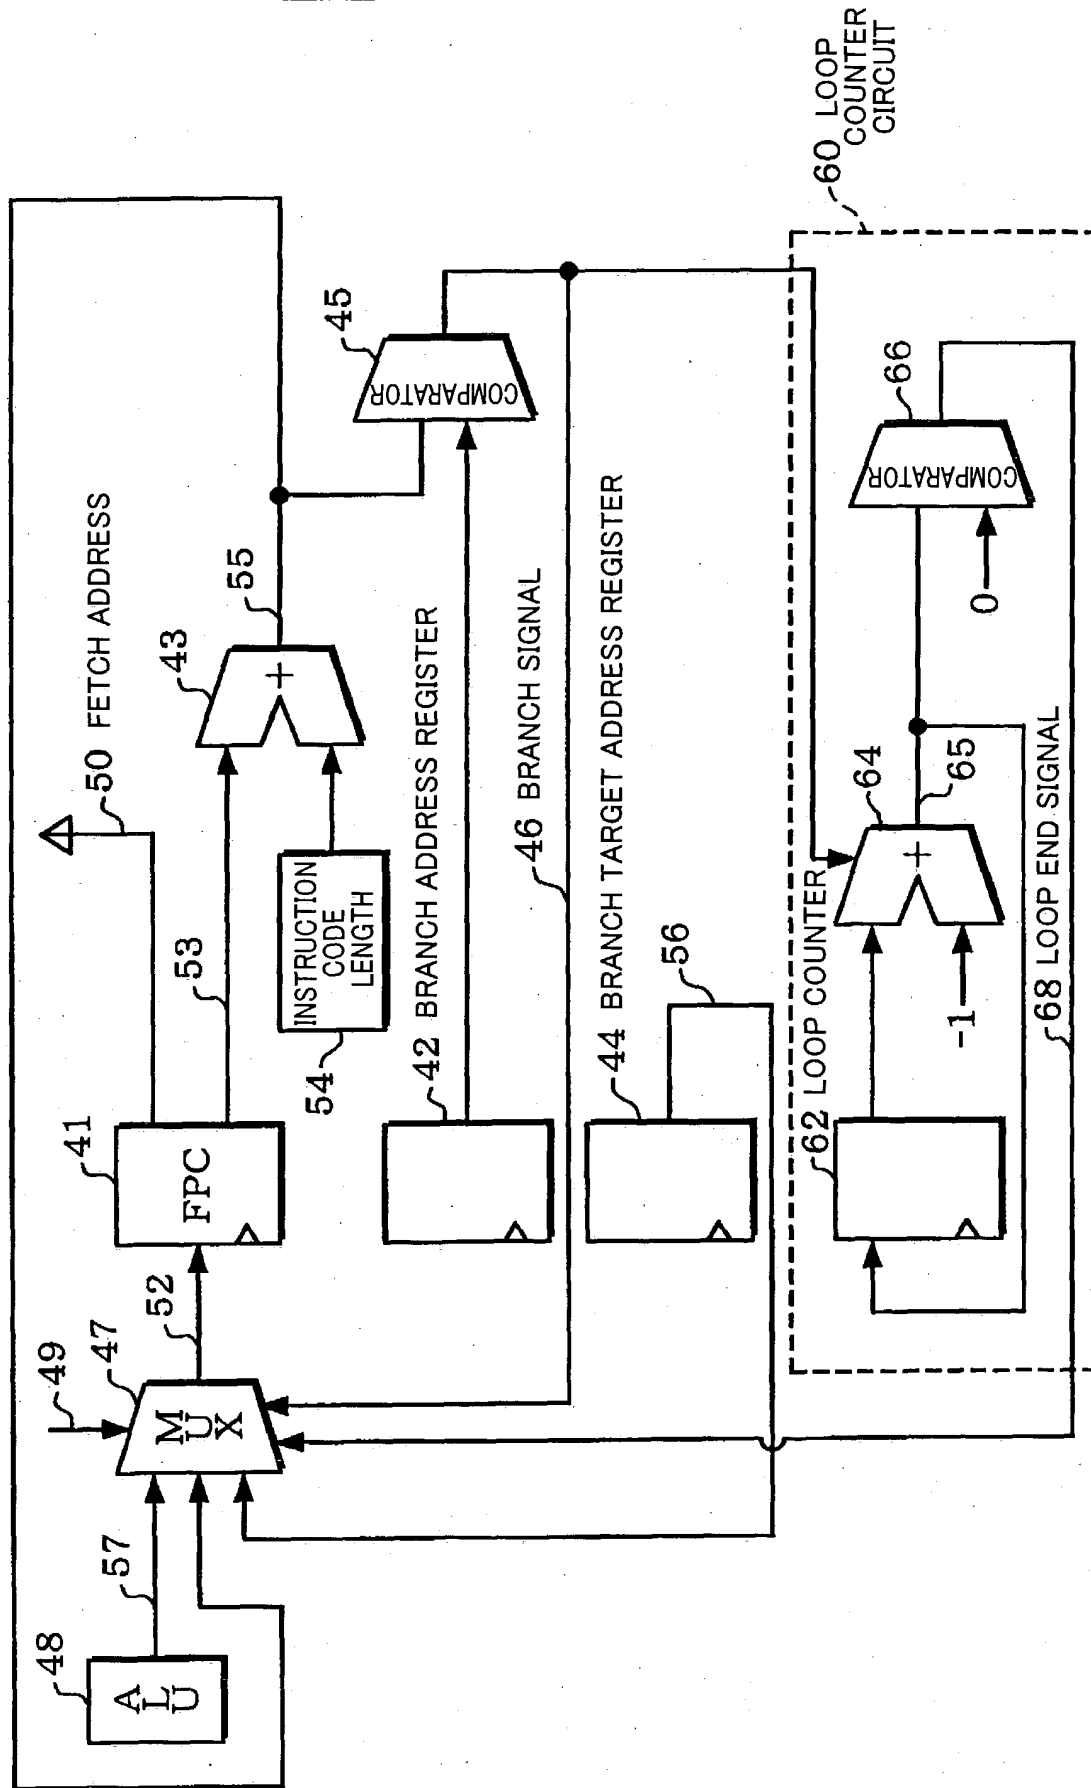 48
ALU
57
49
47
MUX
52
41
FPC
50 FETCH ADDRESS
53
54
INSTRUCTION
CODE
LENGTH
43
+
55
45
COMPARATOR
42 BRANCH ADDRESS REGISTER
46 BRANCH SIGNAL
44 BRANCH TARGET ADDRESS REGISTER
56
60 LOOP
COUNTER
CIRCUIT
62 LOOP COUNTER
-1
64
+
65
0
COMPARATOR
66
68 LOOP END SIGNAL